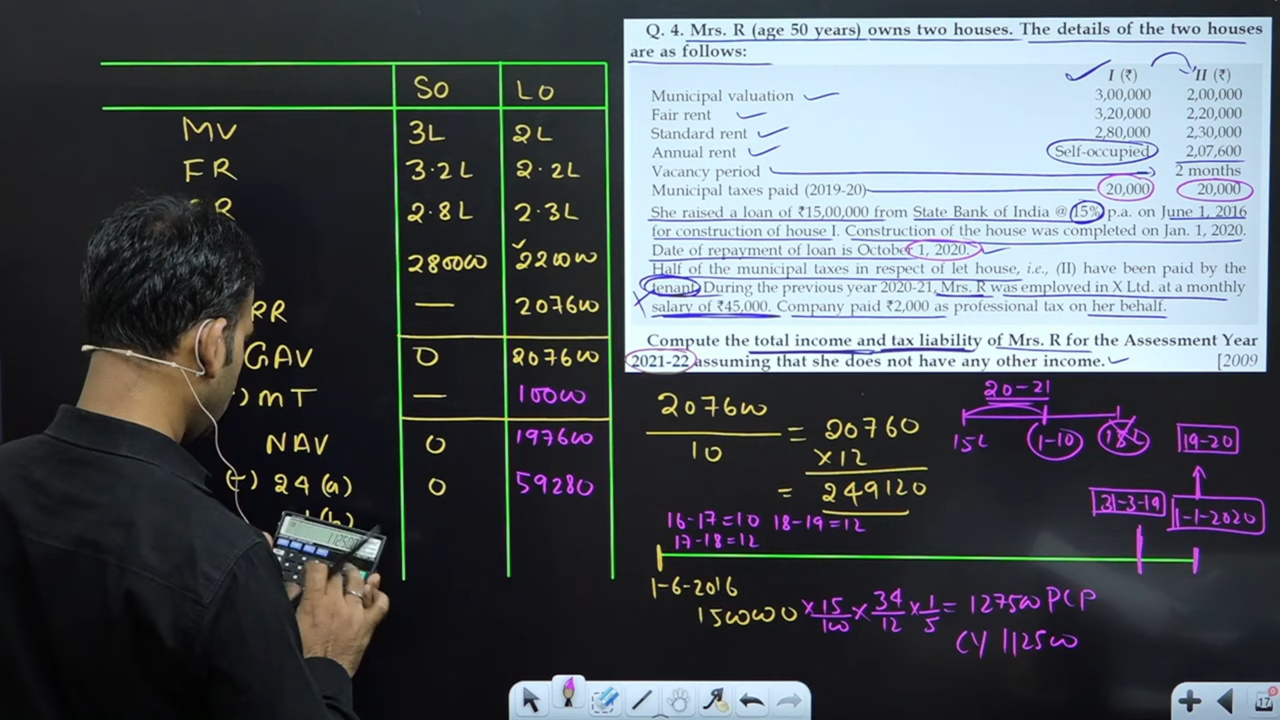 SO LO
MV 3L 2L
FR 3.2L 2.2L
R 2.8L 2.3L
280000 220000
RR — 207600
GAV 0 207600
) MT — 10000
NAV 0 197600
(-) 24 (a) 0 59280
(b)
112500
Q. 4. Mrs. R (age 50 years) owns two houses. The details of the two houses
are as follows:
I (₹) II (₹)
Municipal valuation 3,00,000 2,00,000
Fair rent 3,20,000 2,20,000
Standard rent 2,80,000 2,30,000
Annual rent Self-occupied 2,07,600
Vacancy period 2 months
Municipal taxes paid (2019-20) 20,000 20,000
She raised a loan of ₹15,00,000 from State Bank of India @ 15% p.a. on June 1, 2016
for construction of house I. Construction of the house was completed on Jan. 1, 2020.
Date of repayment of loan is October 1, 2020.
Half of the municipal taxes in respect of let house, i.e., (II) have been paid by the
tenant. During the previous year 2020-21, Mrs. R was employed in X Ltd. at a monthly
salary of ₹45,000. Company paid ₹2,000 as professional tax on her behalf.
Compute the total income and tax liability of Mrs. R for the Assessment Year
2021-22 assuming that she does not have any other income. [2009
207600
10
= 20760
×12
= 249120
20-21
15L 1-10
19-20
31-3-19 1-1-2020
16-17=10 18-19=12
17-18=12
1-6-2016
1500000 × 15/100 × 34/12 × 1/5 = 127500 PCP
CY 112500
17